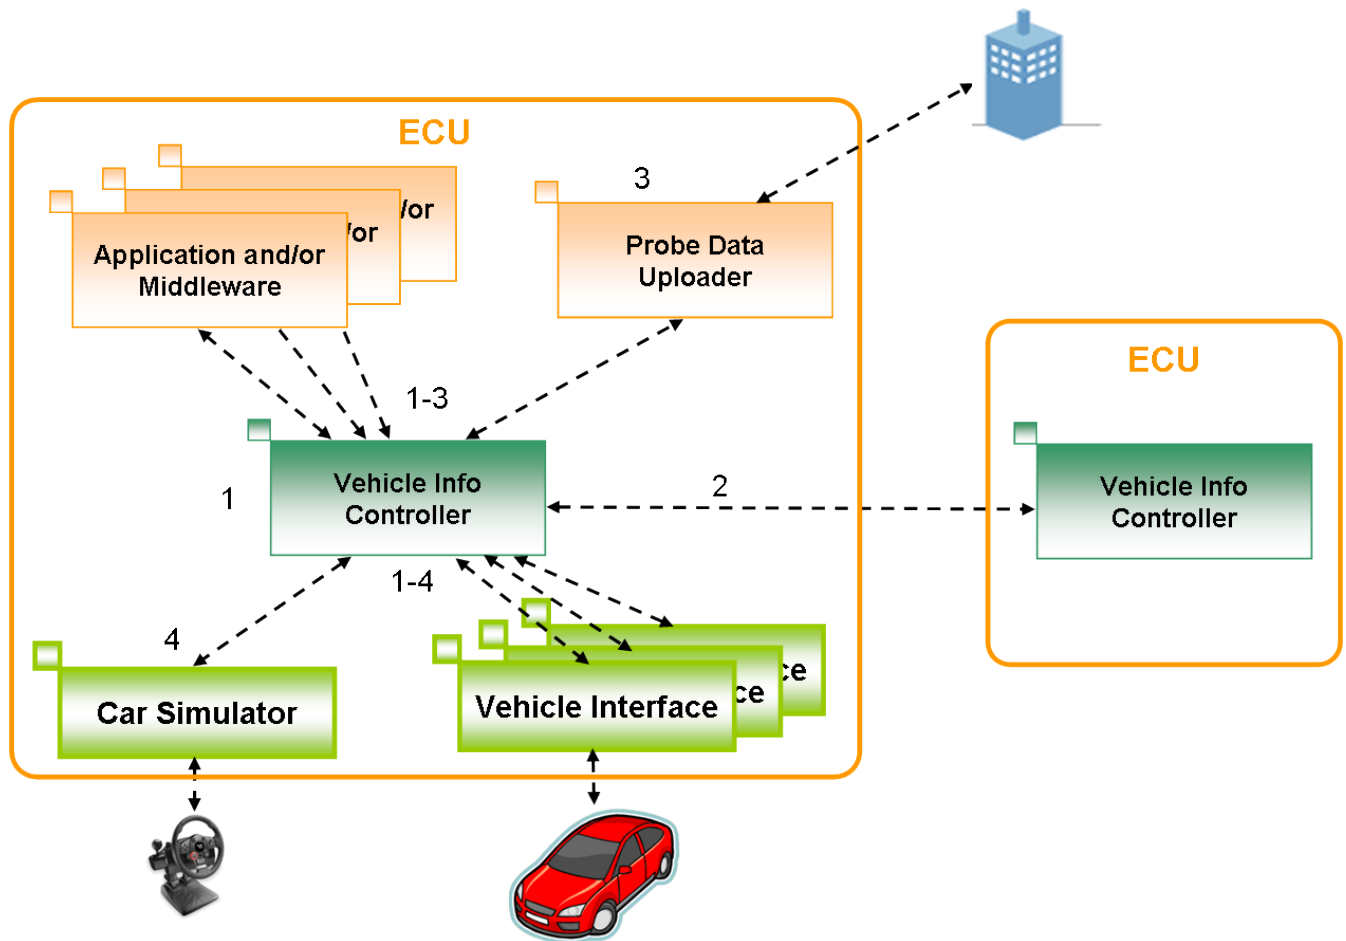 ECU
/or
/or
Application and/or
Middleware
3
Probe Data
Uploader
ECU
1-3
Vehicle Info
Controller
1
2
Vehicle Info
Controller
1-4
4
ce
ce
Car Simulator
Vehicle Interface